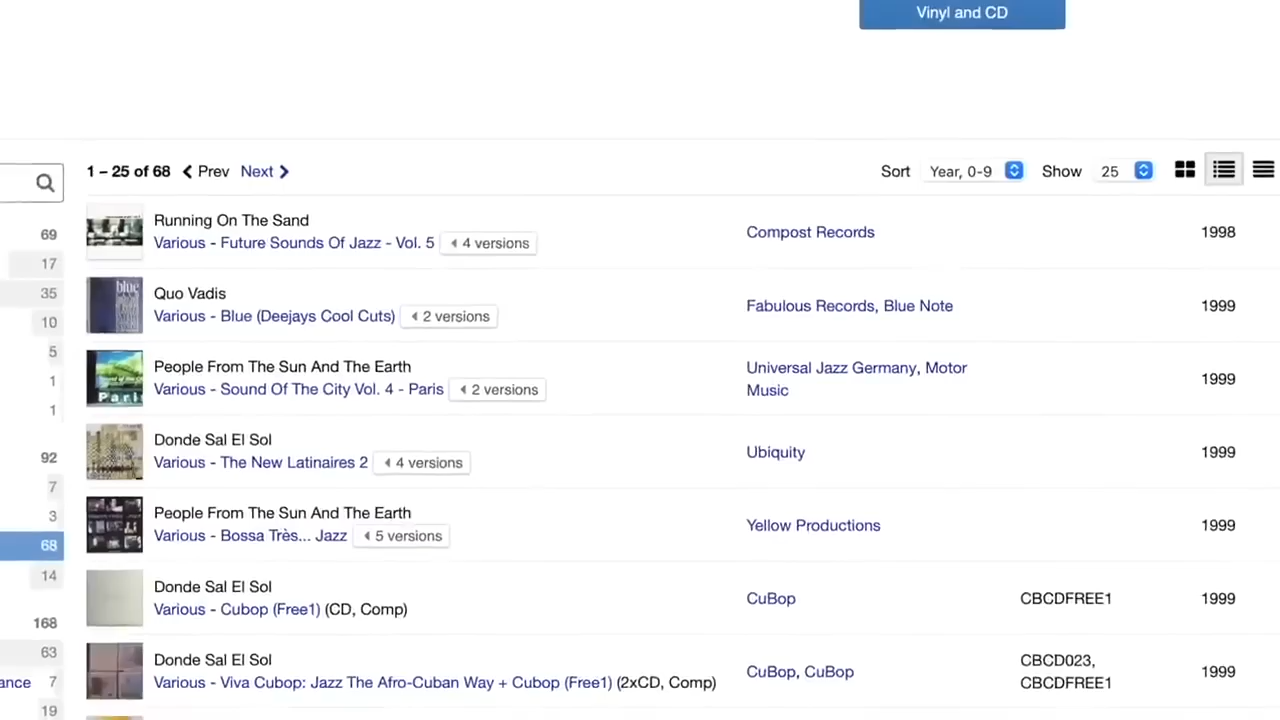 Vinyl and CD
1 – 25 of 68 Prev Next
Sort Year, 0-9 Show 25
69
17
35
10
5
1
1
92
7
3
68
14
168
63
ance 7
19
Running On The Sand
Various - Future Sounds Of Jazz - Vol. 5 4 versions
Compost Records
1998
Quo Vadis
Various - Blue (Deejays Cool Cuts) 2 versions
Fabulous Records, Blue Note
1999
People From The Sun And The Earth
Various - Sound Of The City Vol. 4 - Paris 2 versions
Universal Jazz Germany, Motor
Music
1999
Donde Sal El Sol
Various - The New Latinaires 2 4 versions
Ubiquity
1999
People From The Sun And The Earth
Various - Bossa Très... Jazz 5 versions
Yellow Productions
1999
Donde Sal El Sol
Various - Cubop (Free1) (CD, Comp)
CuBop
CBCDFREE1
1999
Donde Sal El Sol
Various - Viva Cubop: Jazz The Afro-Cuban Way + Cubop (Free1) (2xCD, Comp)
CuBop, CuBop
CBCD023,
CBCDFREE1
1999
blue
Pari